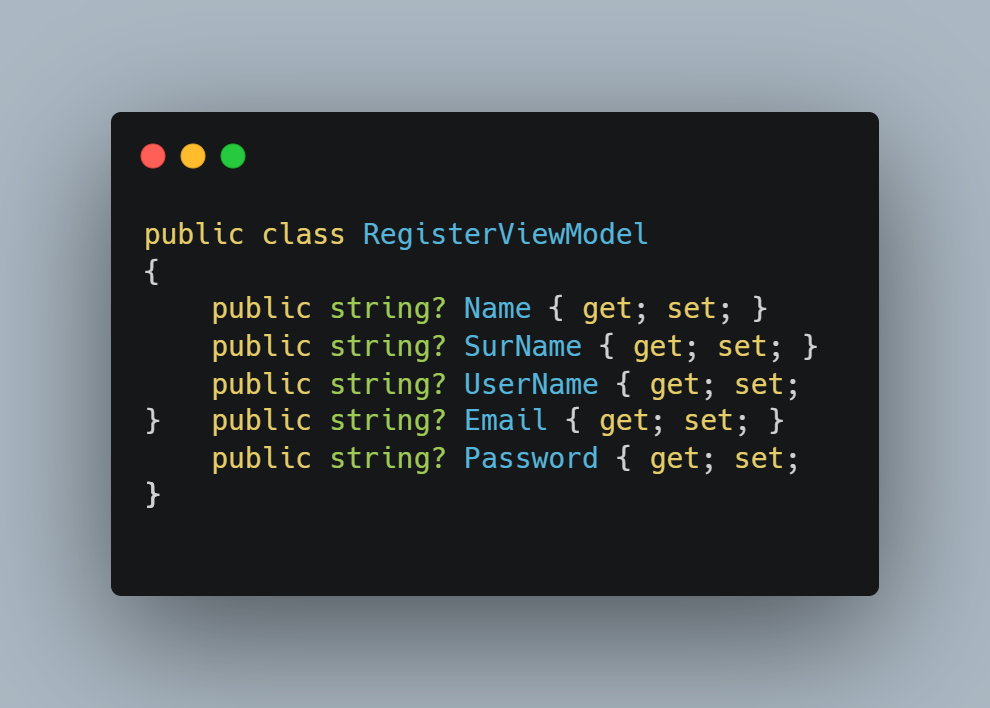 public class RegisterViewModel
{
    public string? Name { get; set; }
    public string? SurName { get; set; }
    public string? UserName { get; set;
}   public string? Email { get; set; }
    public string? Password { get; set;
}